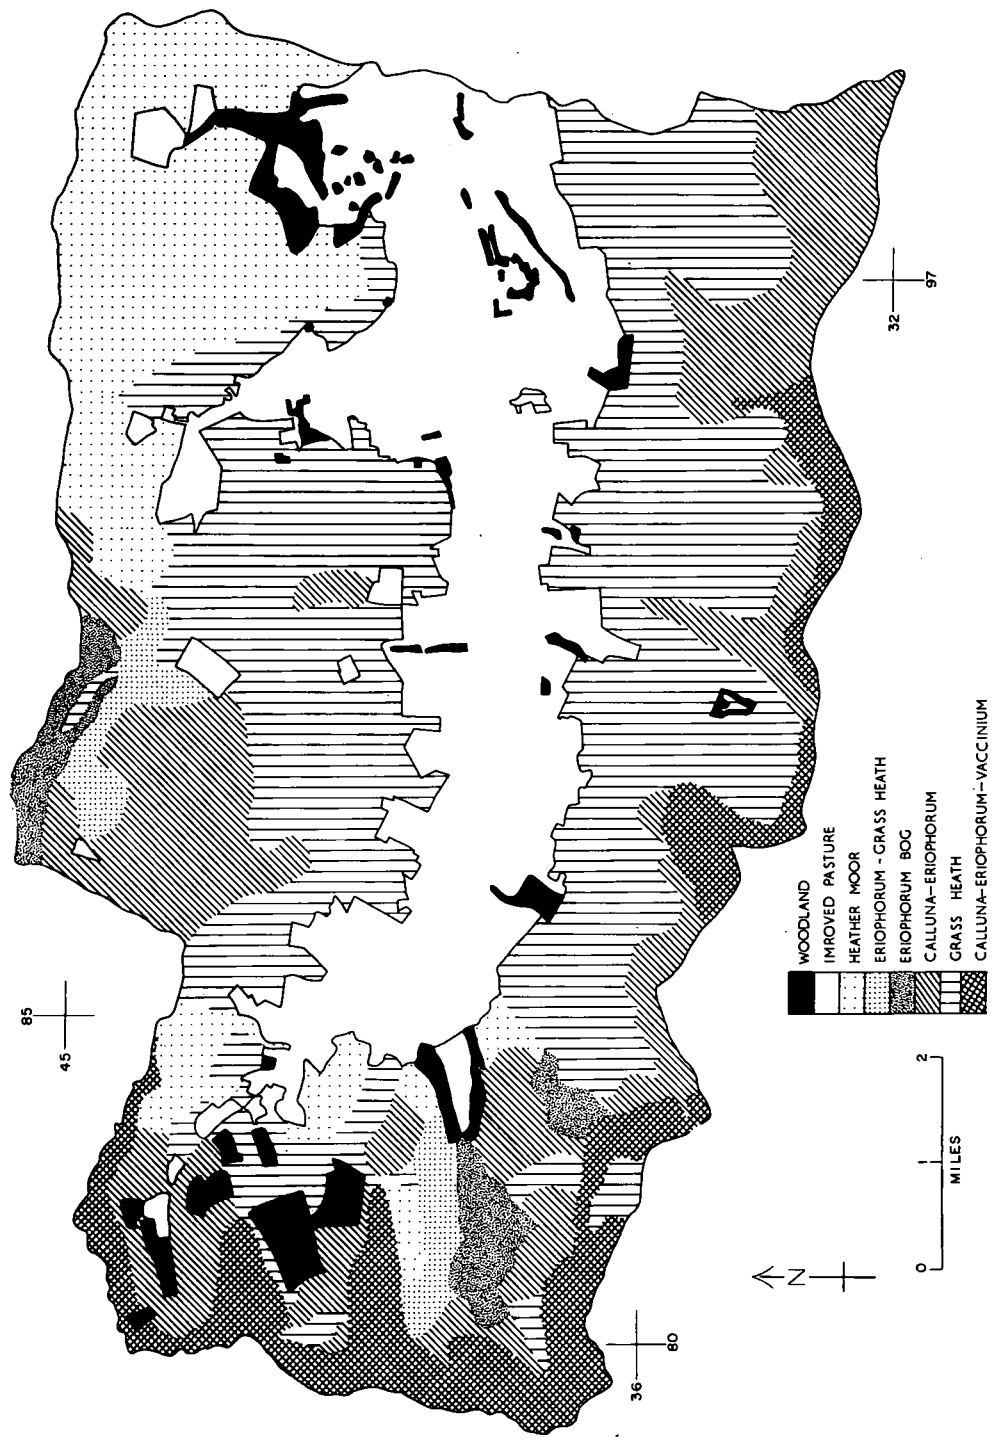 85
45
32
97
WOODLAND
IMROVED PASTURE
HEATHER MOOR
ERIOPHORUM - GRASS HEATH
ERIOPHORUM BOG
CALLUNA-ERIOPHORUM
GRASS HEATH
CALLUNA-ERIOPHORUM-VACCINIUM
0 1 2
MILES
N
36
80